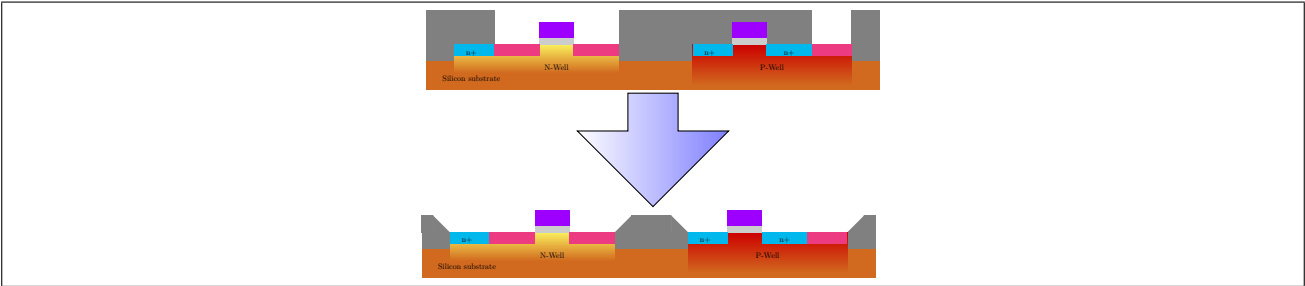 n+ n+ n+
N-Well P-Well
Silicon substrate
n+ n+ n+
N-Well P-Well
Silicon substrate